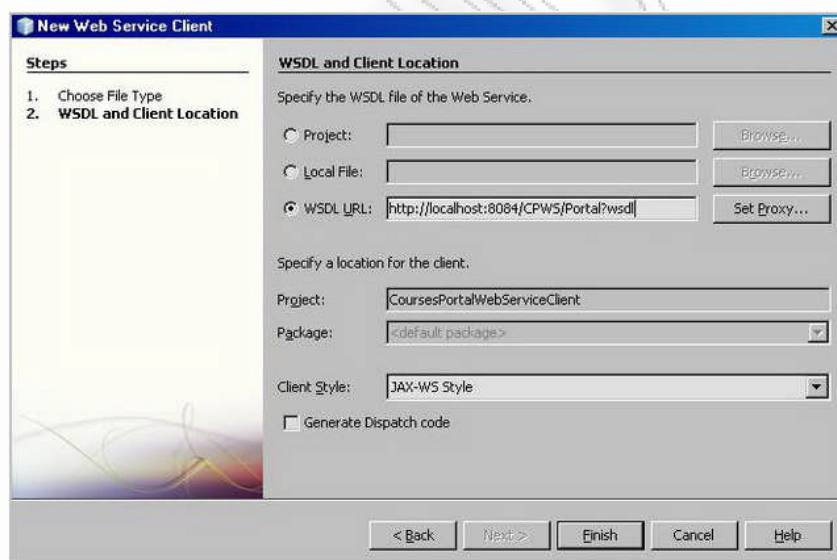 New Web Service Client
Steps
1. Choose File Type
2. WSDL and Client Location
WSDL and Client Location
Specify the WSDL file of the Web Service.
Project:
Browse...
Local File:
Browse...
WSDL URL: http://localhost:8084/CPWS/Portal?wsdl
Set Proxy...
Specify a location for the client.
Project: CoursesPortalWebServiceClient
Package: <default package>
Client Style: JAX-WS Style
Generate Dispatch code
< Back Next > Finish Cancel Help